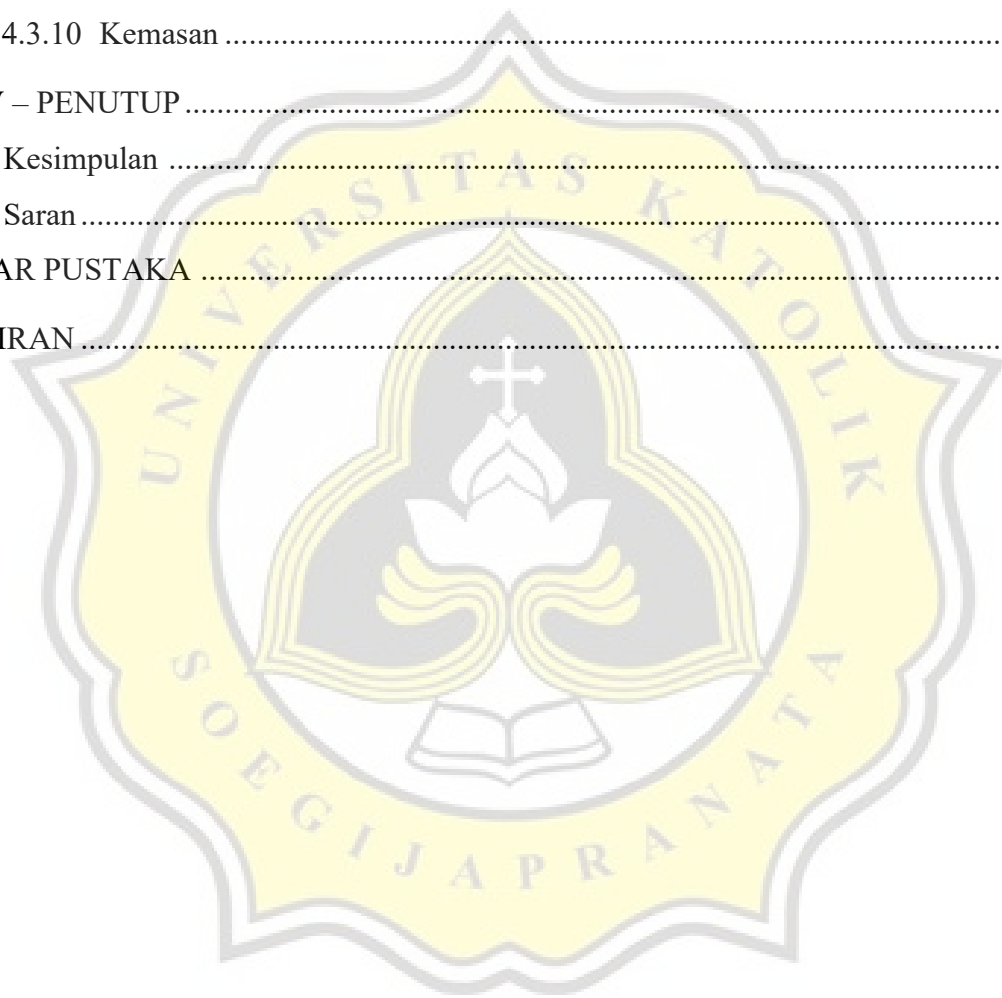 4.3.10 Kemasan ....................................................................................................
– PENUTUP ....................................................................................................
Kesimpulan ....................................................................................................
Saran ....................................................................................................
AR PUSTAKA ....................................................................................................
IRAN ....................................................................................................
UNIVERSITAS KATOLIK
SOEGIJAPRANATA